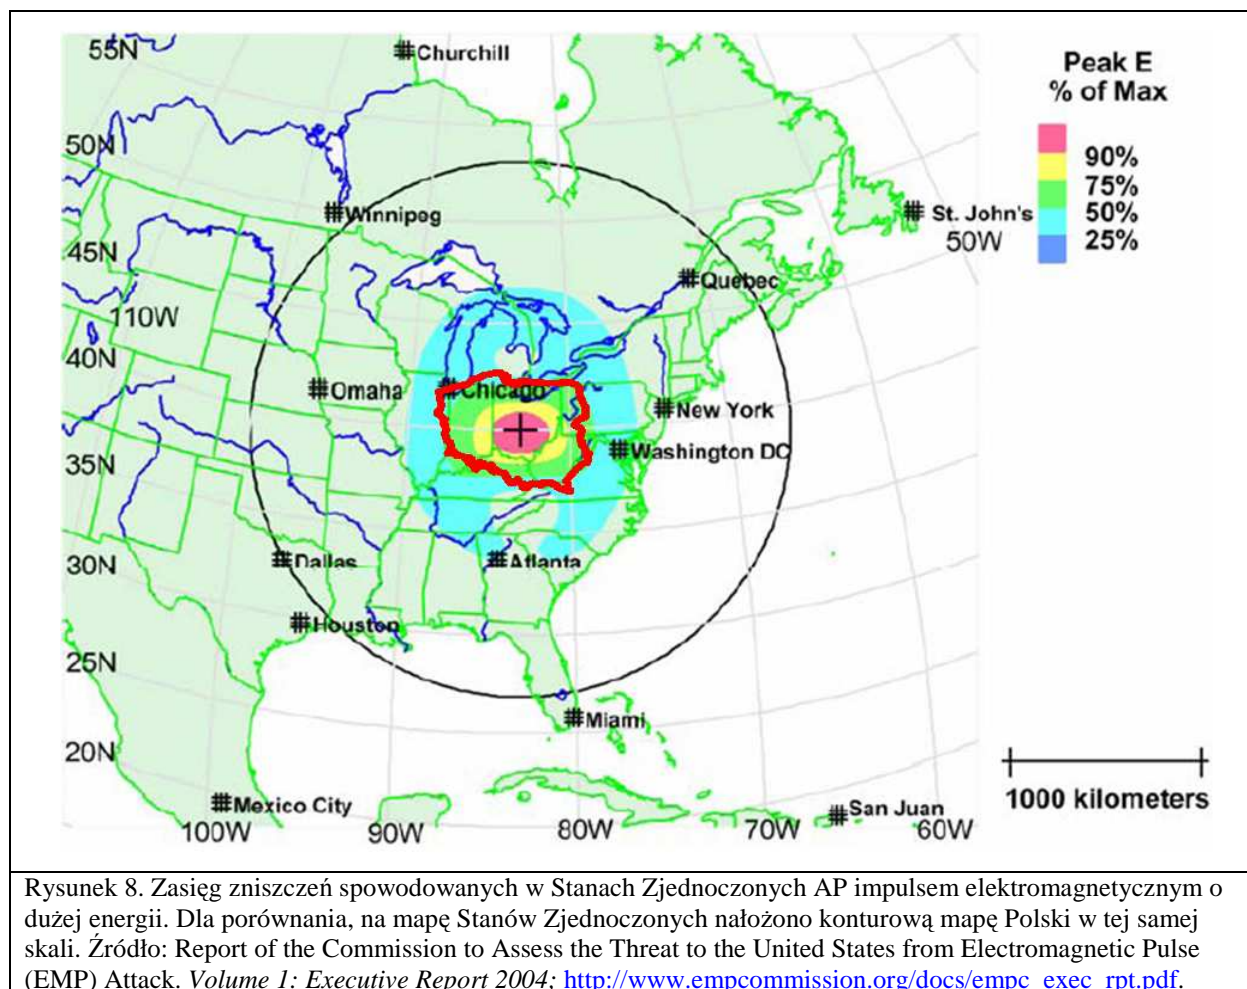 55N
Churchill
Peak E
% of Max
50N
90%
75%
50%
25%
Winnipeg
St. John's
50W
45N
Quebec
110W
40N
Omaha
Chicago
New York
Washington DC
35N
30N
Dallas
Atlanta
Houston
25N
Miami
20N
Mexico City
San Juan
1000 kilometers
100W
90W
80W
70W
60W
Rysunek 8. Zasięg zniszczeń spowodowanych w Stanach Zjednoczonych AP impulsem elektromagnetycznym o
dużej energii. Dla porównania, na mapę Stanów Zjednoczonych nałożono konturową mapę Polski w tej samej
skali. Źródło: Report of the Commission to Assess the Threat to the United States from Electromagnetic Pulse
(EMP) Attack. Volume 1: Executive Report 2004; http://www.empcommission.org/docs/empc_exec_rpt.pdf.